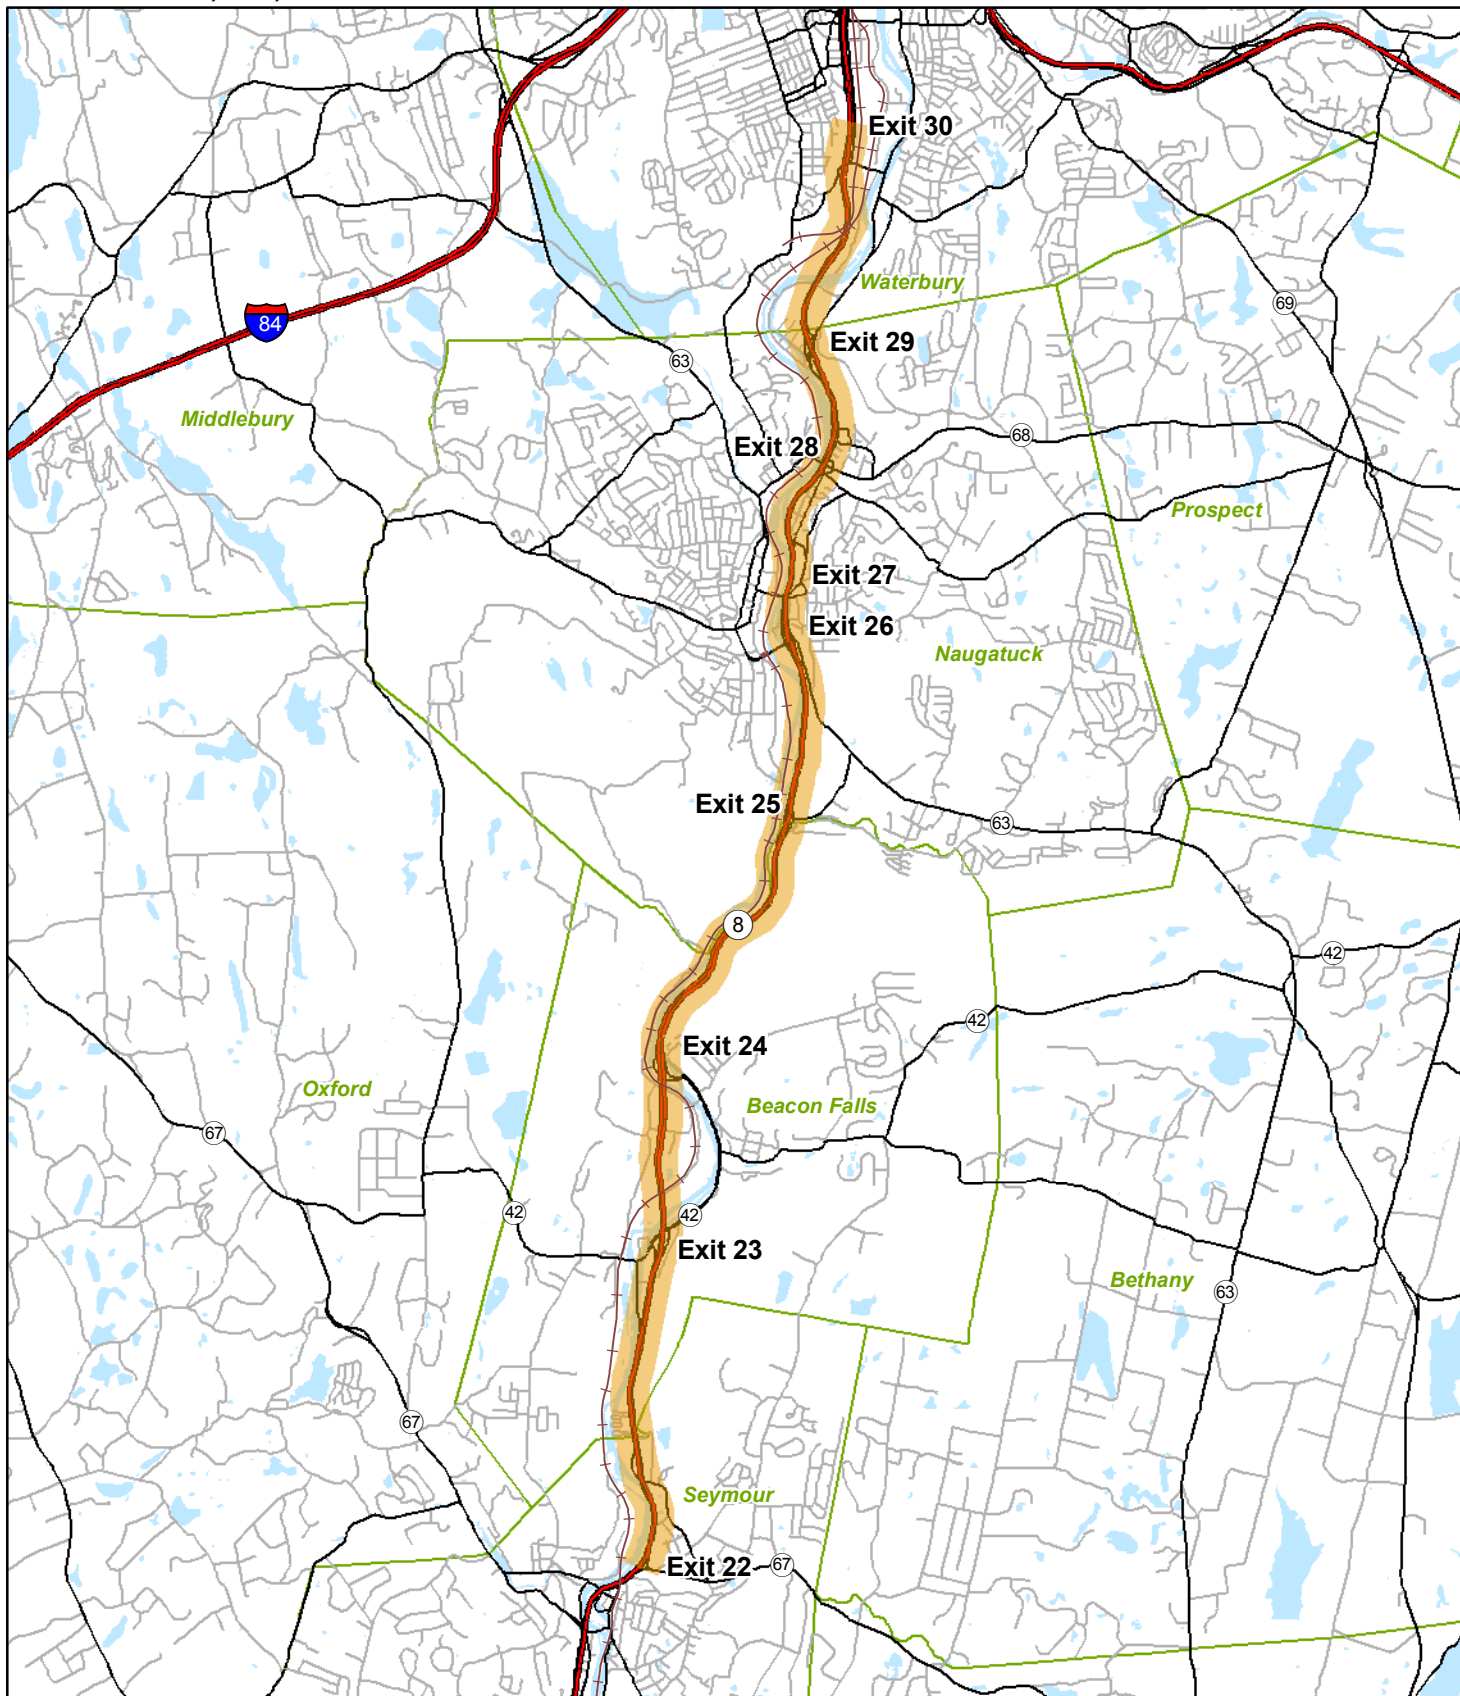 Exit 30
Waterbury
69
84
Exit 29
63
Middlebury
68
Exit 28
Prospect
Exit 27
Exit 26
Naugatuck
Exit 25
63
8
42
42
Exit 24
Oxford
Beacon Falls
67
42
42
Exit 23
Bethany
63
67
Seymour
Exit 22
67